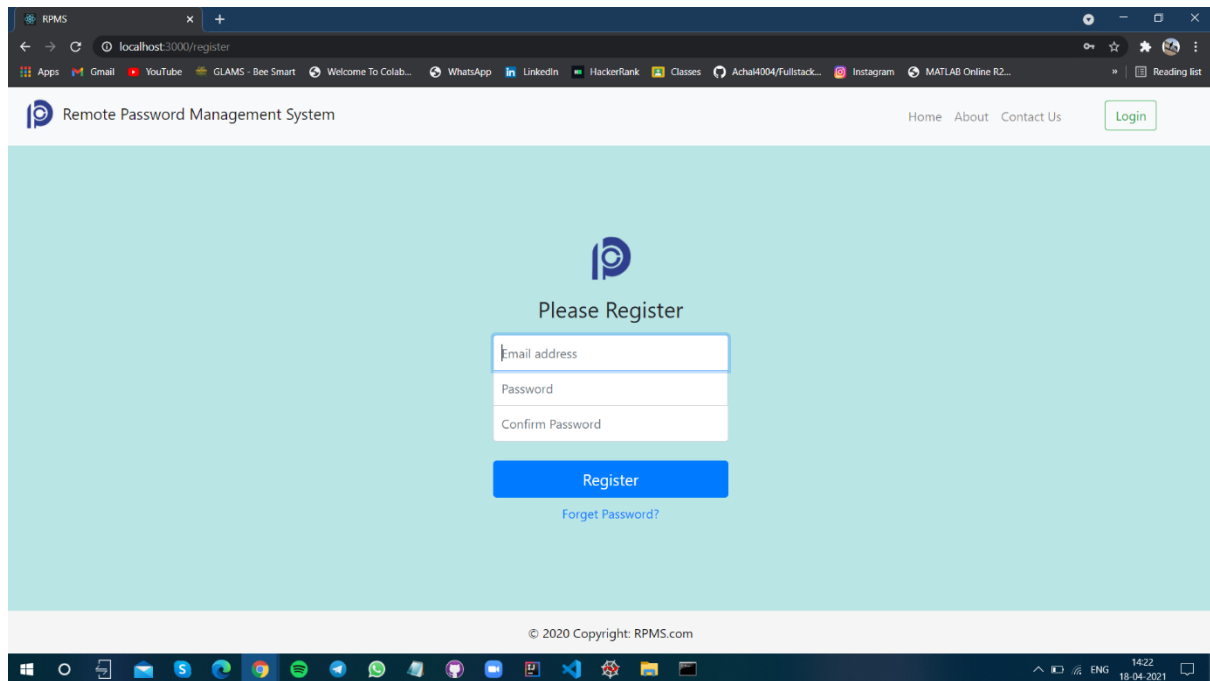 RPMS
localhost:3000/register
Apps Gmail YouTube GLAMS - Bee Smart Welcome To Colab... WhatsApp LinkedIn HackerRank Classes Achal4004/Fullstack... Instagram MATLAB Online R2... » Reading list
Remote Password Management System Home About Contact Us Login
Please Register
Email address
Password
Confirm Password
Register
Forget Password?
© 2020 Copyright: RPMS.com
ENG 14:22
18-04-2021